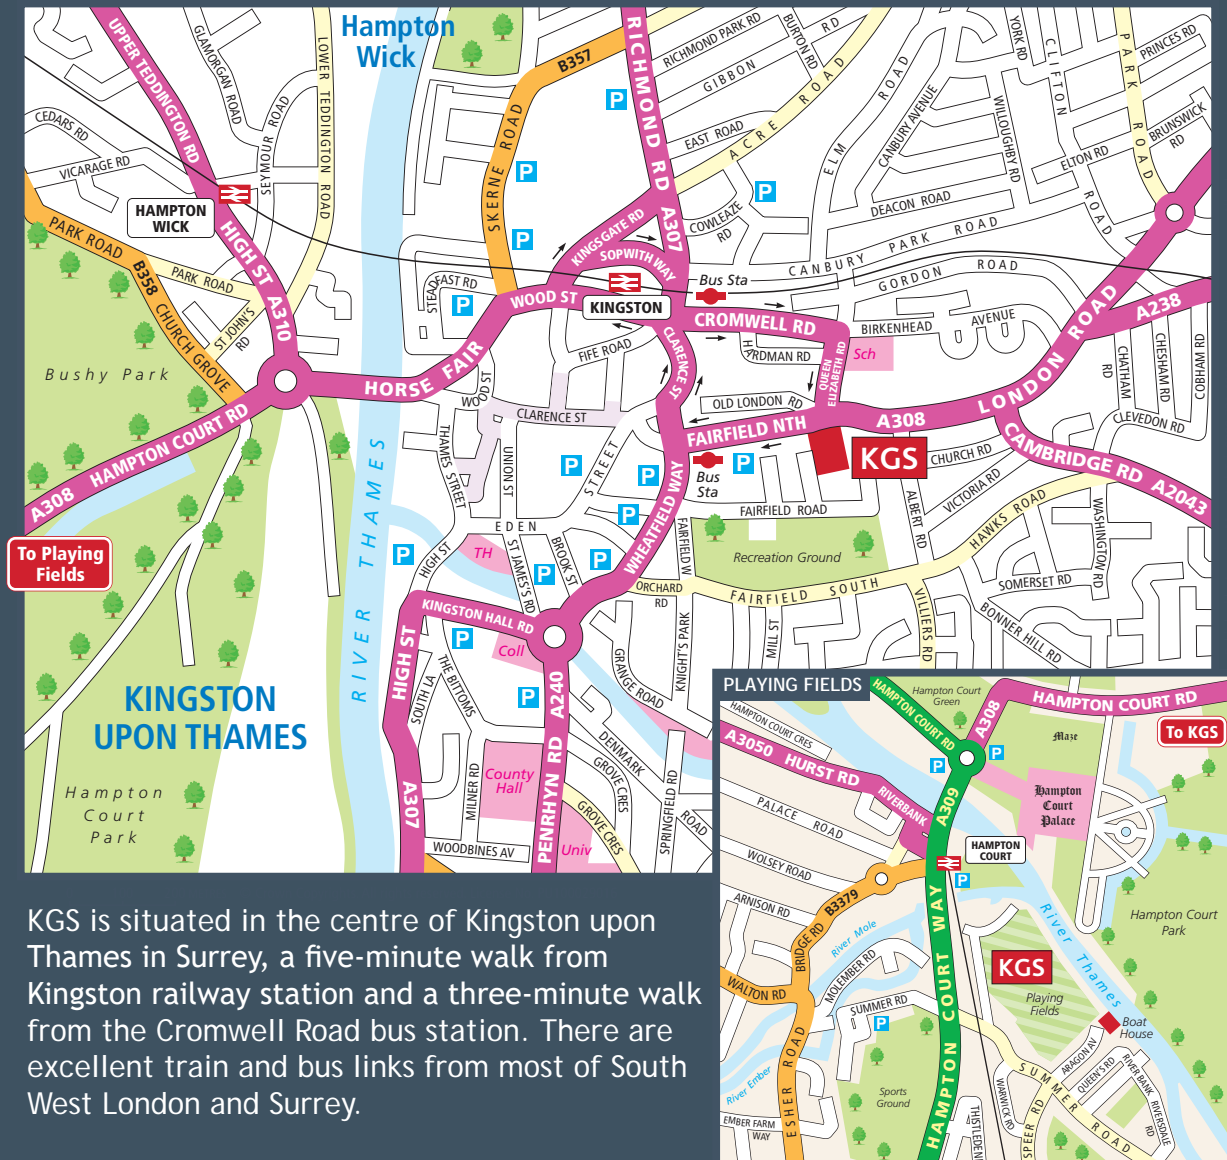 Hampton
Wick
UPPER TEDDINGTON RD
GLAMORGAN ROAD
LOWER TEDDINGTON ROAD
SEYMOUR ROAD
CEDARS RD
VICARAGE RD
HAMPTON
WICK
HIGH ST
A310
PARK ROAD
B358
PARK ROAD
CHURCH GROVE
ST JOHN'S
RD
Bushy Park
A308
HAMPTON COURT RD
To Playing
Fields
KINGSTON
UPON THAMES
Hampton
Court
Park
RIVER THAMES
B357
SKERNE ROAD
P
P
P
P
P
RICHMOND RD
A307
RICHMOND PARK RD
BURTON RD
RD
GIBBON
EAST ROAD
ACRE ROAD
ELM ROAD
CANBURY AVENUE
YORK RD
CLIFTON
ROAD
WILLOUGHBY RD
PARK ROAD
PRINCES RD
BRUNSWICK
RD
ELTON RD
DEACON ROAD
PARK ROAD
CANBURY
GORDON ROAD
COWLEAZE
RD
KINGSGATE RD
SOPWITH WAY
Bus Sta
STEAD
EAST RD
WOOD ST
KINGSTON
CROMWELL RD
BIRKENHEAD AVENUE
HORSE FAIR
FIFE ROAD
CLARENCE ST
RDMAN RD
QUEEN
ELIZABETH RD
Sch
WOOD ST
CLARENCE ST
OLD LONDON RD
FAIRFIELD NTH
A308
LONDON ROAD
A238
CHATHAM
RD
CHESHAM RD
COBHAM RD
CLEVEDON RD
CAMBRIDGE RD
A2043
KGS
CHURCH RD
VICTORIA RD
ALBERT RD
HAWKS ROAD
WASHINGTON RD
SOMERSET RD
BONNER HILL RD
VILLIERS RD
THAMES STREET
UNION ST
STREET
EDEN
P
P
P
P
P
P
P
Bus
Sta
FAIRFIELD ROAD
Recreation Ground
WHEATFIELD WAY
FAIRFIELD W
FAIRFIELD SOUTH
ORCHARD
RD
KNIGHT'S PARK
MILL ST
HIGH ST
TH
ST JAMES'S RD
BROOK ST
KINGSTON HALL RD
P
P
Coll
HIGH ST
SOUTH LA
THE BITTOMS
A240
PENRHYN RD
GRANGE ROAD
DENMARK
ROAD
GROVE CRES
GROVE CRES
SPRINGFIELD RD
County
Hall
MILNER RD
A307
WOODBINES AV
Univ
PLAYING FIELDS
HAMPTON COURT RD
Hampton Court
Green
A308
HAMPTON COURT RD
To KGS
HAMPTON COURT CRES
A3050
HURST RD
RIVERBANK
P
P
Maze
A309
Hampton
Court
Palace
PALACE ROAD
WOLSEY ROAD
HAMPTON
COURT
P
ARNISON RD
B3379
BRIDGE RD
River Mole
MOLEMBER RD
WALTON RD
SUMMER RD
P
HAMPTON COURT WAY
River Thames
Hampton Court
Park
KGS
Playing
Fields
Boat
House
ARAGON AV
QUEEN'S RD
RIVER BANK
RIVERSDALE
RD
SUMMER ROAD
WARWICK RD
SPEER RD
THISTLEDENE
Sports
Ground
River Ember
ESHER ROAD
EMBER FARM
WAY
KGS is situated in the centre of Kingston upon
Thames in Surrey, a five-minute walk from
Kingston railway station and a three-minute walk
from the Cromwell Road bus station. There are
excellent train and bus links from most of South
West London and Surrey.